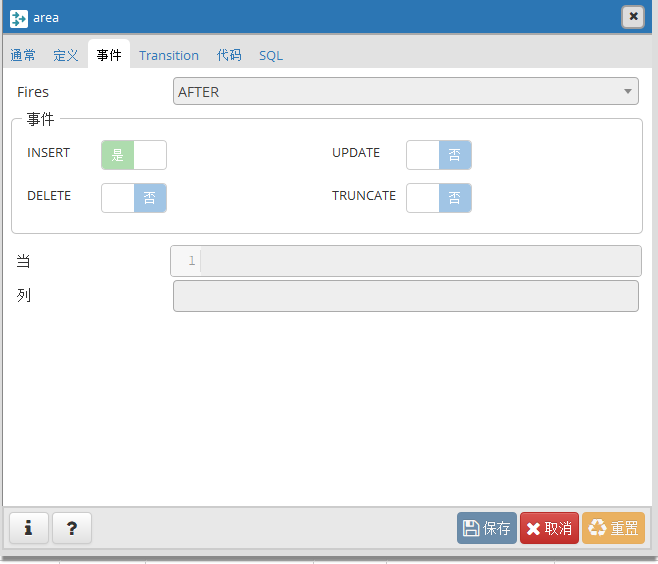 area
通常 定义 事件 Transition 代码 SQL
Fires AFTER
事件
INSERT 是 UPDATE 否
DELETE 否 TRUNCATE 否
当 1
列
i ? 保存 取消 重置